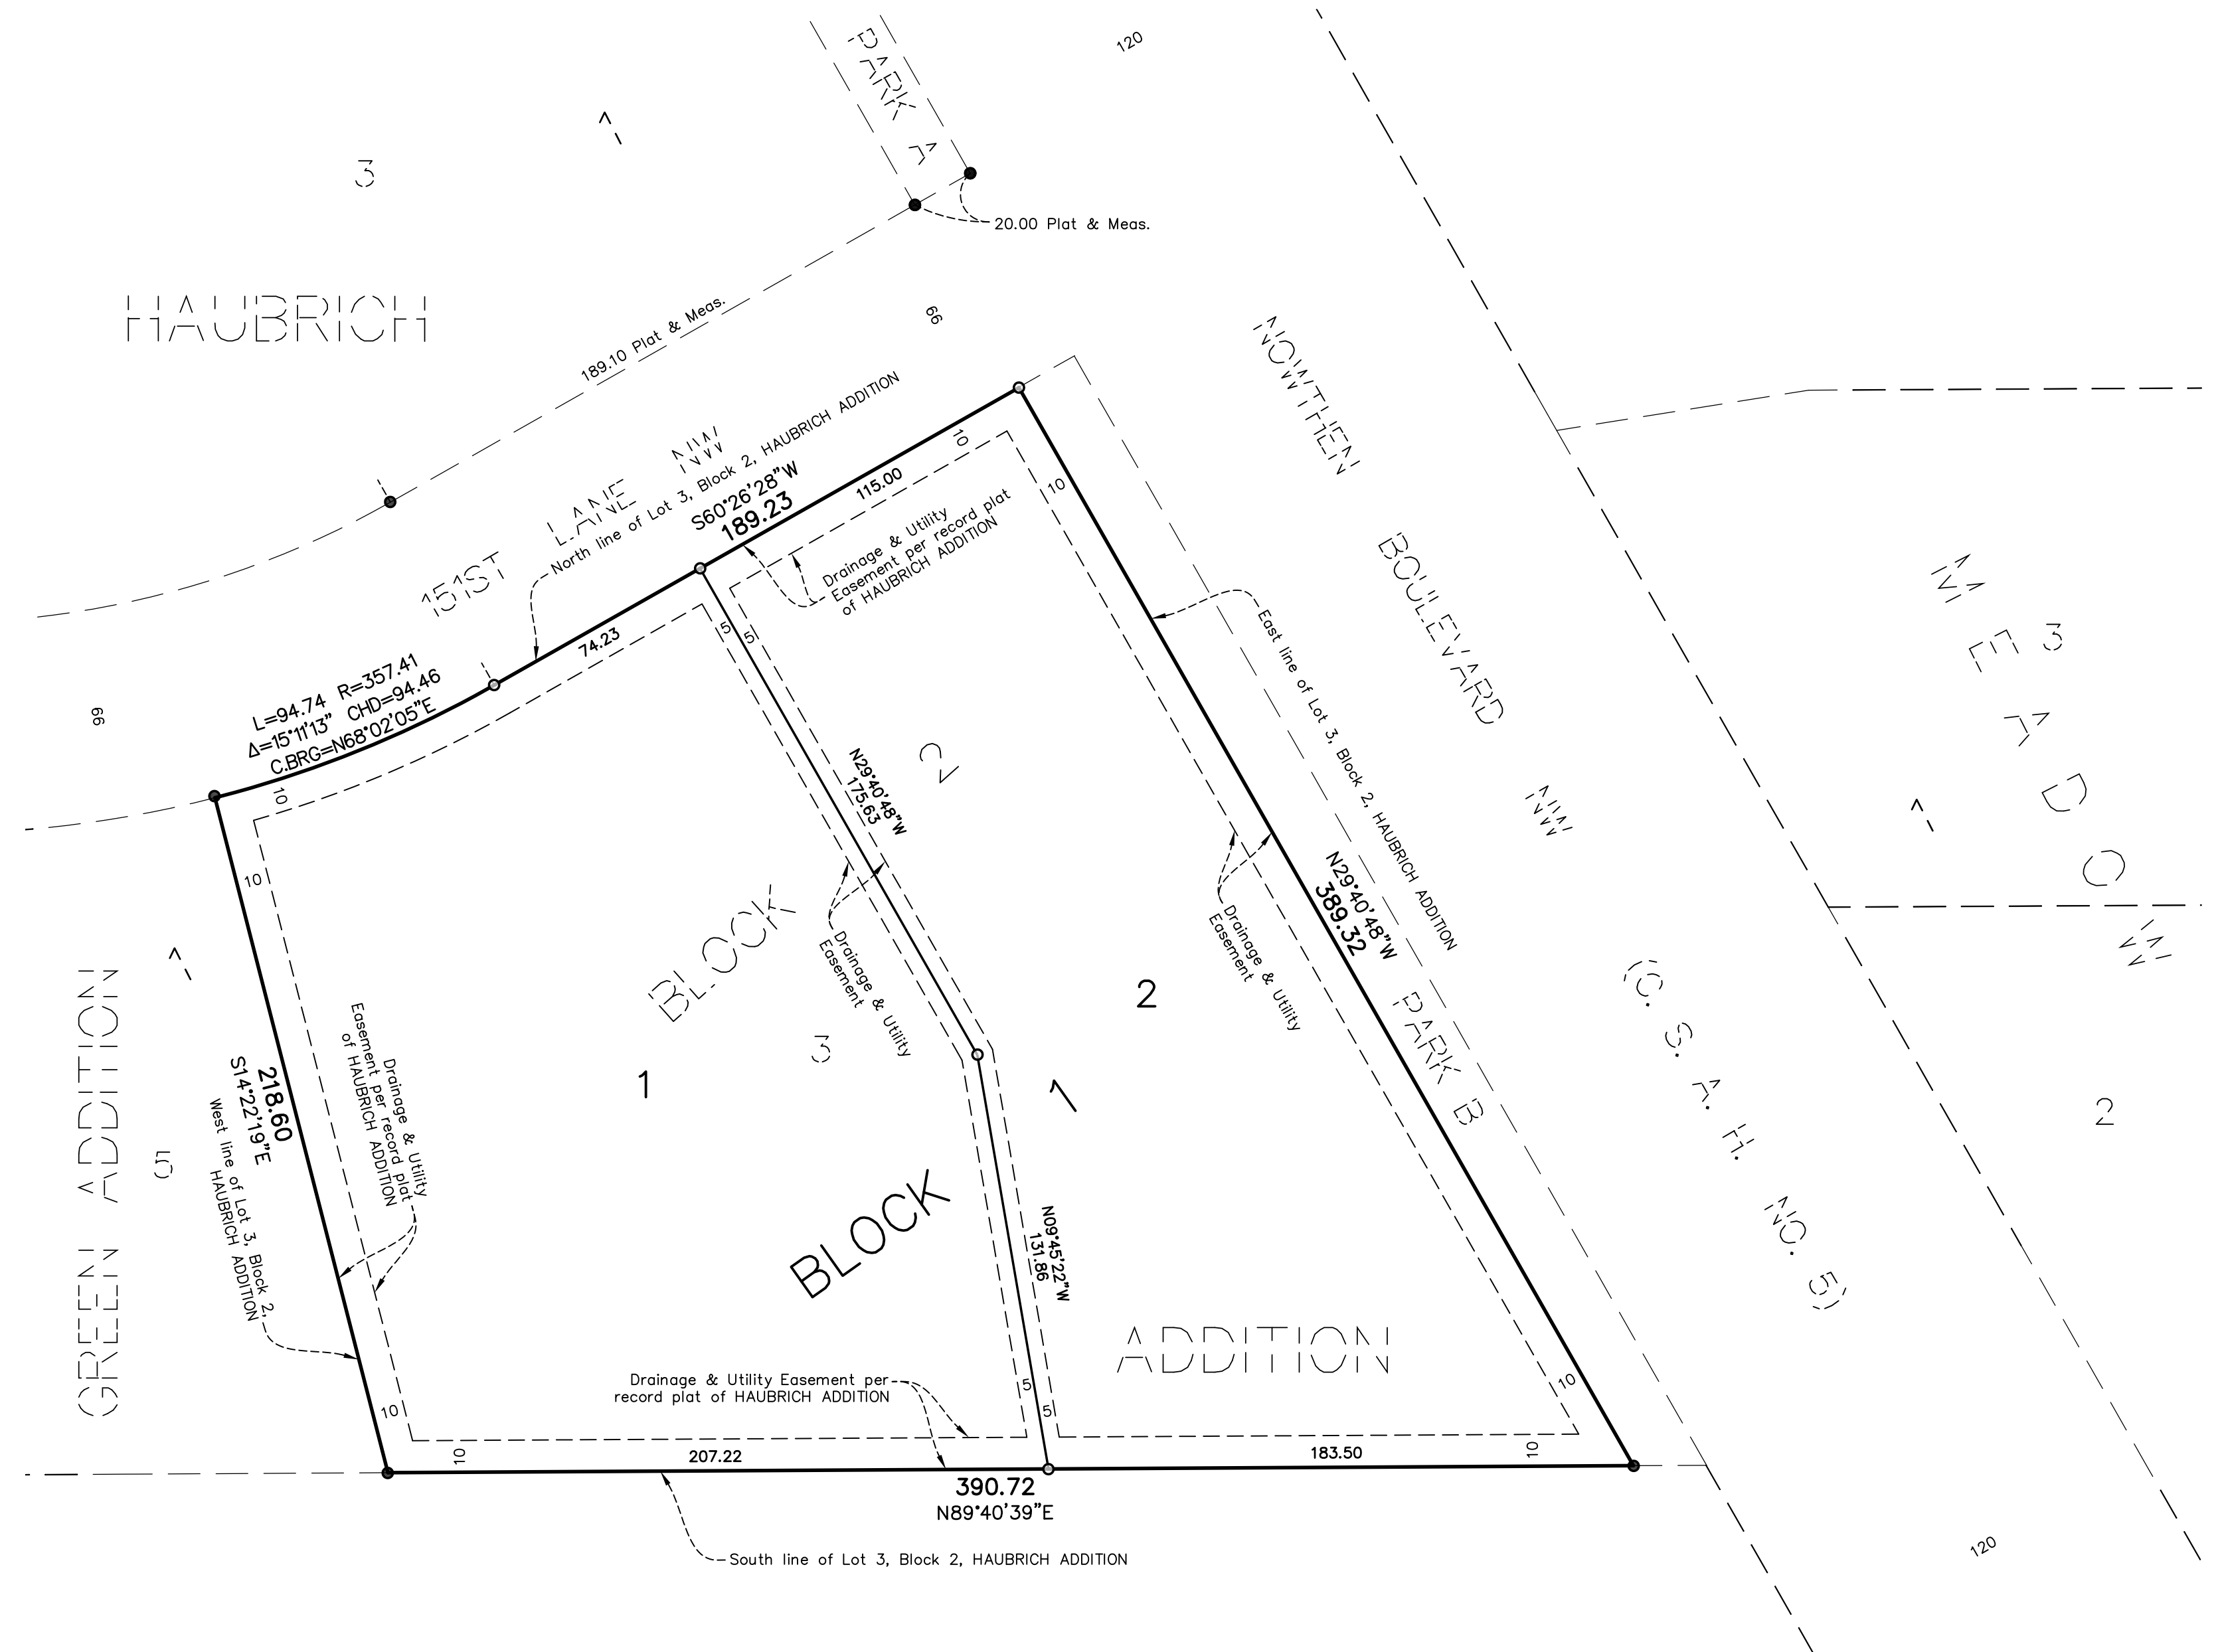 PARK A
120
1
3
20.00 Plat & Meas.
HAUBRICH
189.10 Plat & Meas.
66
NOWTHEN BOULEVARD NW
(C. S. A. H. NO. 5)
151ST LANE NW
North line of Lot 3, Block 2, HAUBRICH ADDITION
S60°26'28"W
189.23
115.00
10
10
Drainage & Utility
Easement per record plat
of HAUBRICH ADDITION
74.23
5
5
L=94.74 R=357.41
Δ=15°11'13" CHD=94.46
C.BRG=N68°02'05"E
66
10
10
East line of Lot 3, Block 2, HAUBRICH ADDITION
MEADOW
3
1
2
2
N29°40'48"W
175.63
N29°40'48"W
389.32
Drainage & Utility
Easement
Drainage & Utility
Easement
BLOCK
3
2
PARK B
1
1
GREEN ADDITION
1
5
218.60
S14°22'19"E
West line of Lot 3, Block 2,
HAUBRICH ADDITION
Drainage & Utility
Easement per record plat
of HAUBRICH ADDITION
BLOCK
N09°45'22"W
131.86
ADDITION
Drainage & Utility Easement per
record plat of HAUBRICH ADDITION
10
5
5
10
10
207.22
183.50
10
390.72
N89°40'39"E
South line of Lot 3, Block 2, HAUBRICH ADDITION
120